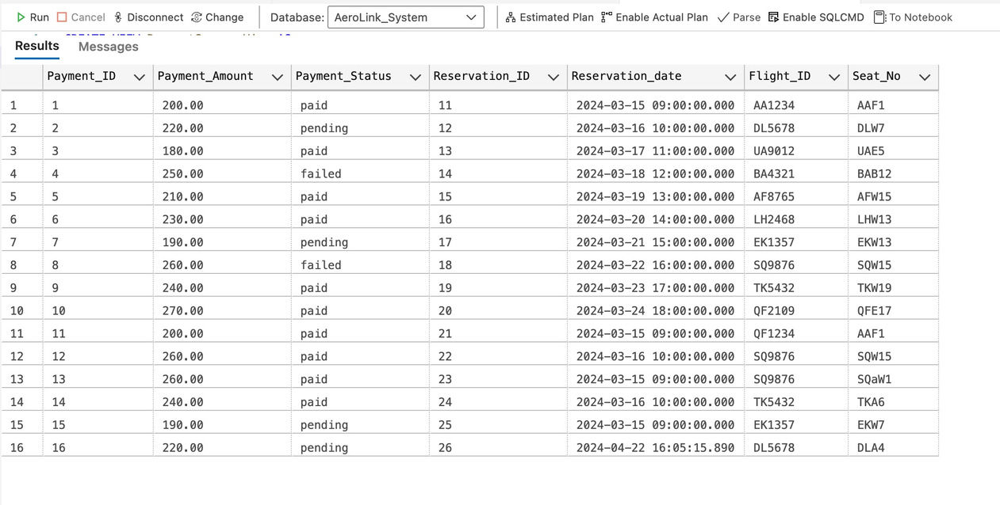 Run Cancel Disconnect Change Database: AeroLink_System Estimated Plan Enable Actual Plan Parse Enable SQLCMD To Notebook
Results Messages
Payment_ID Payment_Amount Payment_Status Reservation_ID Reservation_date Flight_ID Seat_No
1 1 200.00 paid 11 2024-03-15 09:00:00.000 AA1234 AAF1
2 2 220.00 pending 12 2024-03-16 10:00:00.000 DL5678 DLW7
3 3 180.00 paid 13 2024-03-17 11:00:00.000 UA9012 UAE5
4 4 250.00 failed 14 2024-03-18 12:00:00.000 BA4321 BAB12
5 5 210.00 paid 15 2024-03-19 13:00:00.000 AF8765 AFW15
6 6 230.00 paid 16 2024-03-20 14:00:00.000 LH2468 LHW13
7 7 190.00 pending 17 2024-03-21 15:00:00.000 EK1357 EKW13
8 8 260.00 failed 18 2024-03-22 16:00:00.000 SQ9876 SQW15
9 9 240.00 paid 19 2024-03-23 17:00:00.000 TK5432 TKW19
10 10 270.00 paid 20 2024-03-24 18:00:00.000 QF2109 QFE17
11 11 200.00 paid 21 2024-03-15 09:00:00.000 QF1234 AAF1
12 12 260.00 paid 22 2024-03-16 10:00:00.000 SQ9876 SQW15
13 13 260.00 paid 23 2024-03-15 09:00:00.000 SQ9876 SQaW1
14 14 240.00 paid 24 2024-03-16 10:00:00.000 TK5432 TKA6
15 15 190.00 pending 25 2024-03-15 09:00:00.000 EK1357 EKW7
16 16 220.00 pending 26 2024-04-22 16:05:15.890 DL5678 DLA4